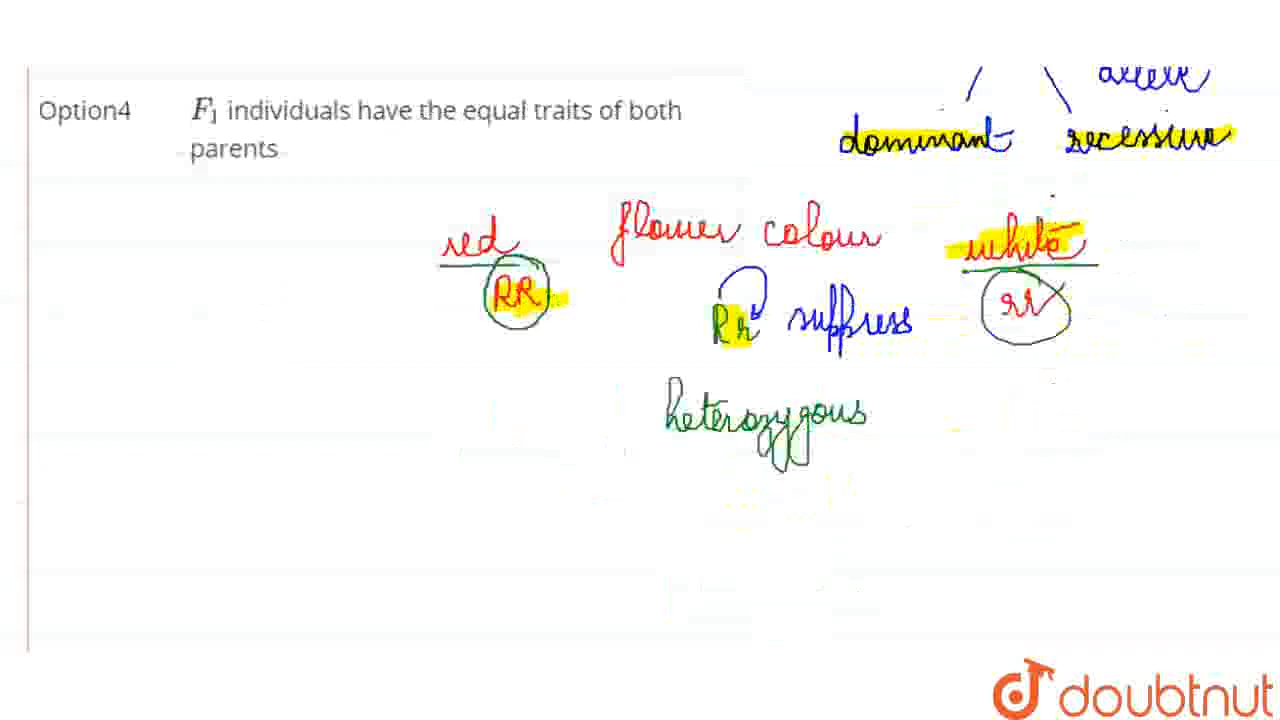 allele
Option4 F₁ individuals have the equal traits of both
parents
dominant recessive
red flower colour white
RR Rr suppress rr
heterozygous
doubtnut